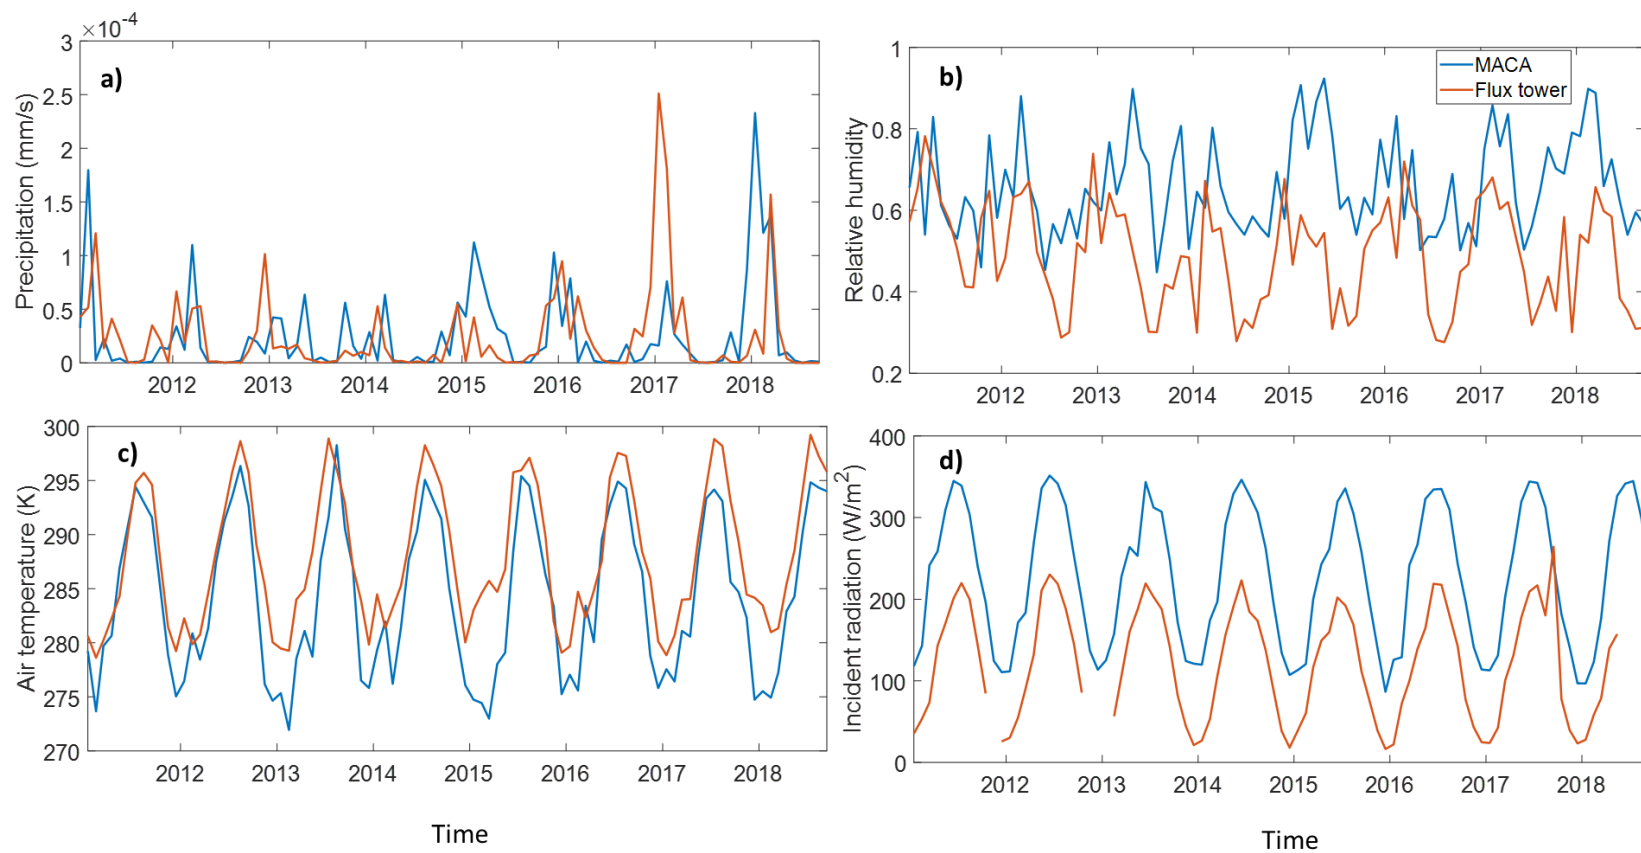 ×10⁻⁴
3
2.5
2
1.5
1
0.5
0
Precipitation (mm/s)
a)
2012 2013 2014 2015 2016 2017 2018
1
0.8
0.6
0.4
0.2
Relative humidity
b)
MACA
Flux tower
2012 2013 2014 2015 2016 2017 2018
300
295
290
285
280
275
270
Air temperature (K)
c)
2012 2013 2014 2015 2016 2017 2018
Time
400
300
200
100
0
Incident radiation (W/m²)
d)
2012 2013 2014 2015 2016 2017 2018
Time